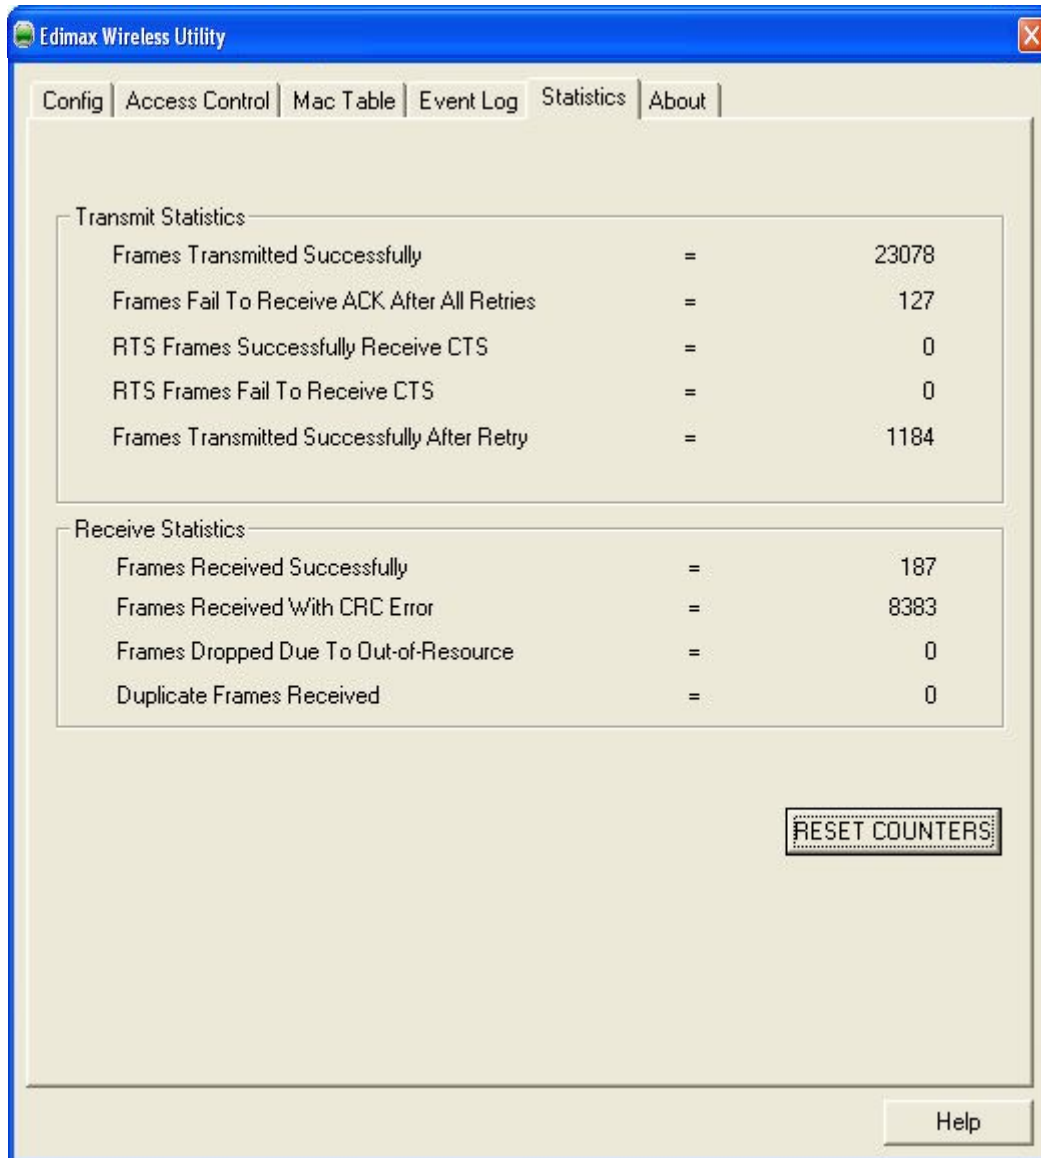 Edimax Wireless Utility
Config Access Control Mac Table Event Log Statistics About
Transmit Statistics
Frames Transmitted Successfully = 23078
Frames Fail To Receive ACK After All Retries = 127
RTS Frames Successfully Receive CTS = 0
RTS Frames Fail To Receive CTS = 0
Frames Transmitted Successfully After Retry = 1184
Receive Statistics
Frames Received Successfully = 187
Frames Received With CRC Error = 8383
Frames Dropped Due To Out-of-Resource = 0
Duplicate Frames Received = 0
RESET COUNTERS
Help